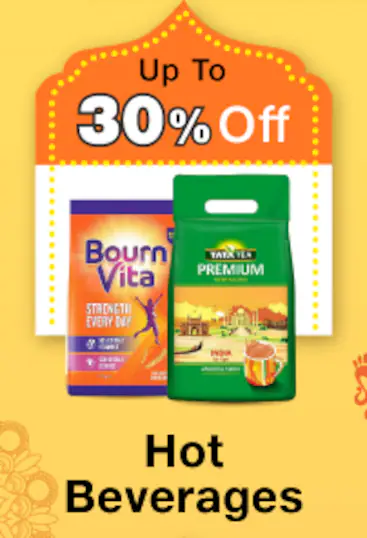 Up To
30% Off
Bourn
Vita
STRENGTH
EVERY DAY
TATA TEA
PREMIUM
INDIA
Hot
Beverages